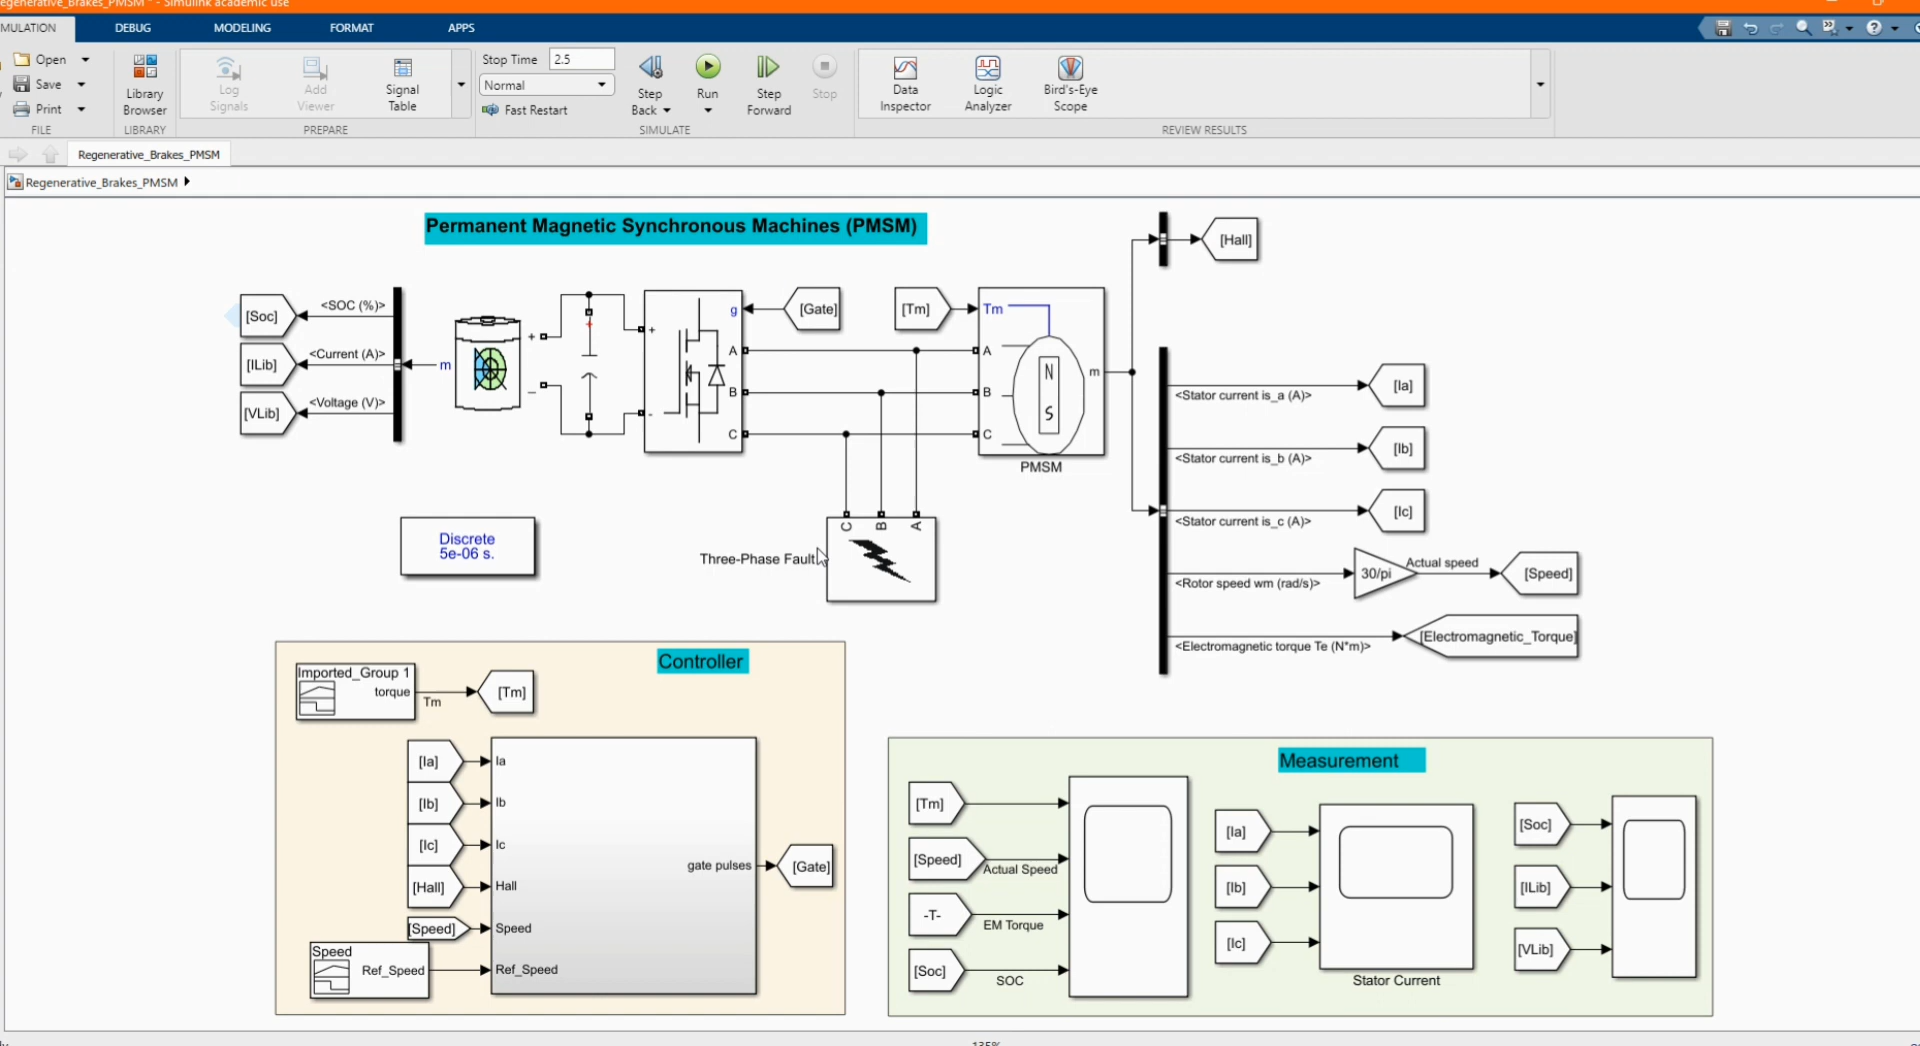 egenerative_Brakes_PMSM * - Simulink academic use
MULATION
DEBUG
MODELING
FORMAT
APPS
Open
Save
Print
FILE
Library
Browser
LIBRARY
Log
Signals
Add
Viewer
Signal
Table
PREPARE
Stop Time
2.5
Normal
Fast Restart
Step
Back
Run
Step
Forward
Stop
SIMULATE
Data
Inspector
Logic
Analyzer
Bird's-Eye
Scope
REVIEW RESULTS
Regenerative_Brakes_PMSM
Regenerative_Brakes_PMSM
Permanent Magnetic Synchronous Machines (PMSM)
[Soc]
<SOC (%)>
[ILib]
<Current (A)>
[VLib]
<Voltage (V)>
m
+
_
+
-
g
A
B
C
[Gate]
[Tm]
Tm
A
B
C
N
S
m
PMSM
[Hall]
<Stator current is_a (A)>
[Ia]
<Stator current is_b (A)>
[Ib]
<Stator current is_c (A)>
[Ic]
<Rotor speed wm (rad/s)>
30/pi
Actual speed
[Speed]
<Electromagnetic torque Te (N*m)>
[Electromagnetic_Torque]
Discrete
5e-06 s.
Three-Phase Fault
C
B
A
Controller
Imported_Group 1
torque
Tm
[Tm]
[Ia]
Ia
[Ib]
Ib
[Ic]
Ic
[Hall]
Hall
[Speed]
Speed
Speed
Ref_Speed
Ref_Speed
gate pulses
[Gate]
Measurement
[Tm]
[Speed]
Actual Speed
-T-
EM Torque
[Soc]
SOC
[Ia]
[Ib]
[Ic]
Stator Current
[Soc]
[ILib]
[VLib]
135%